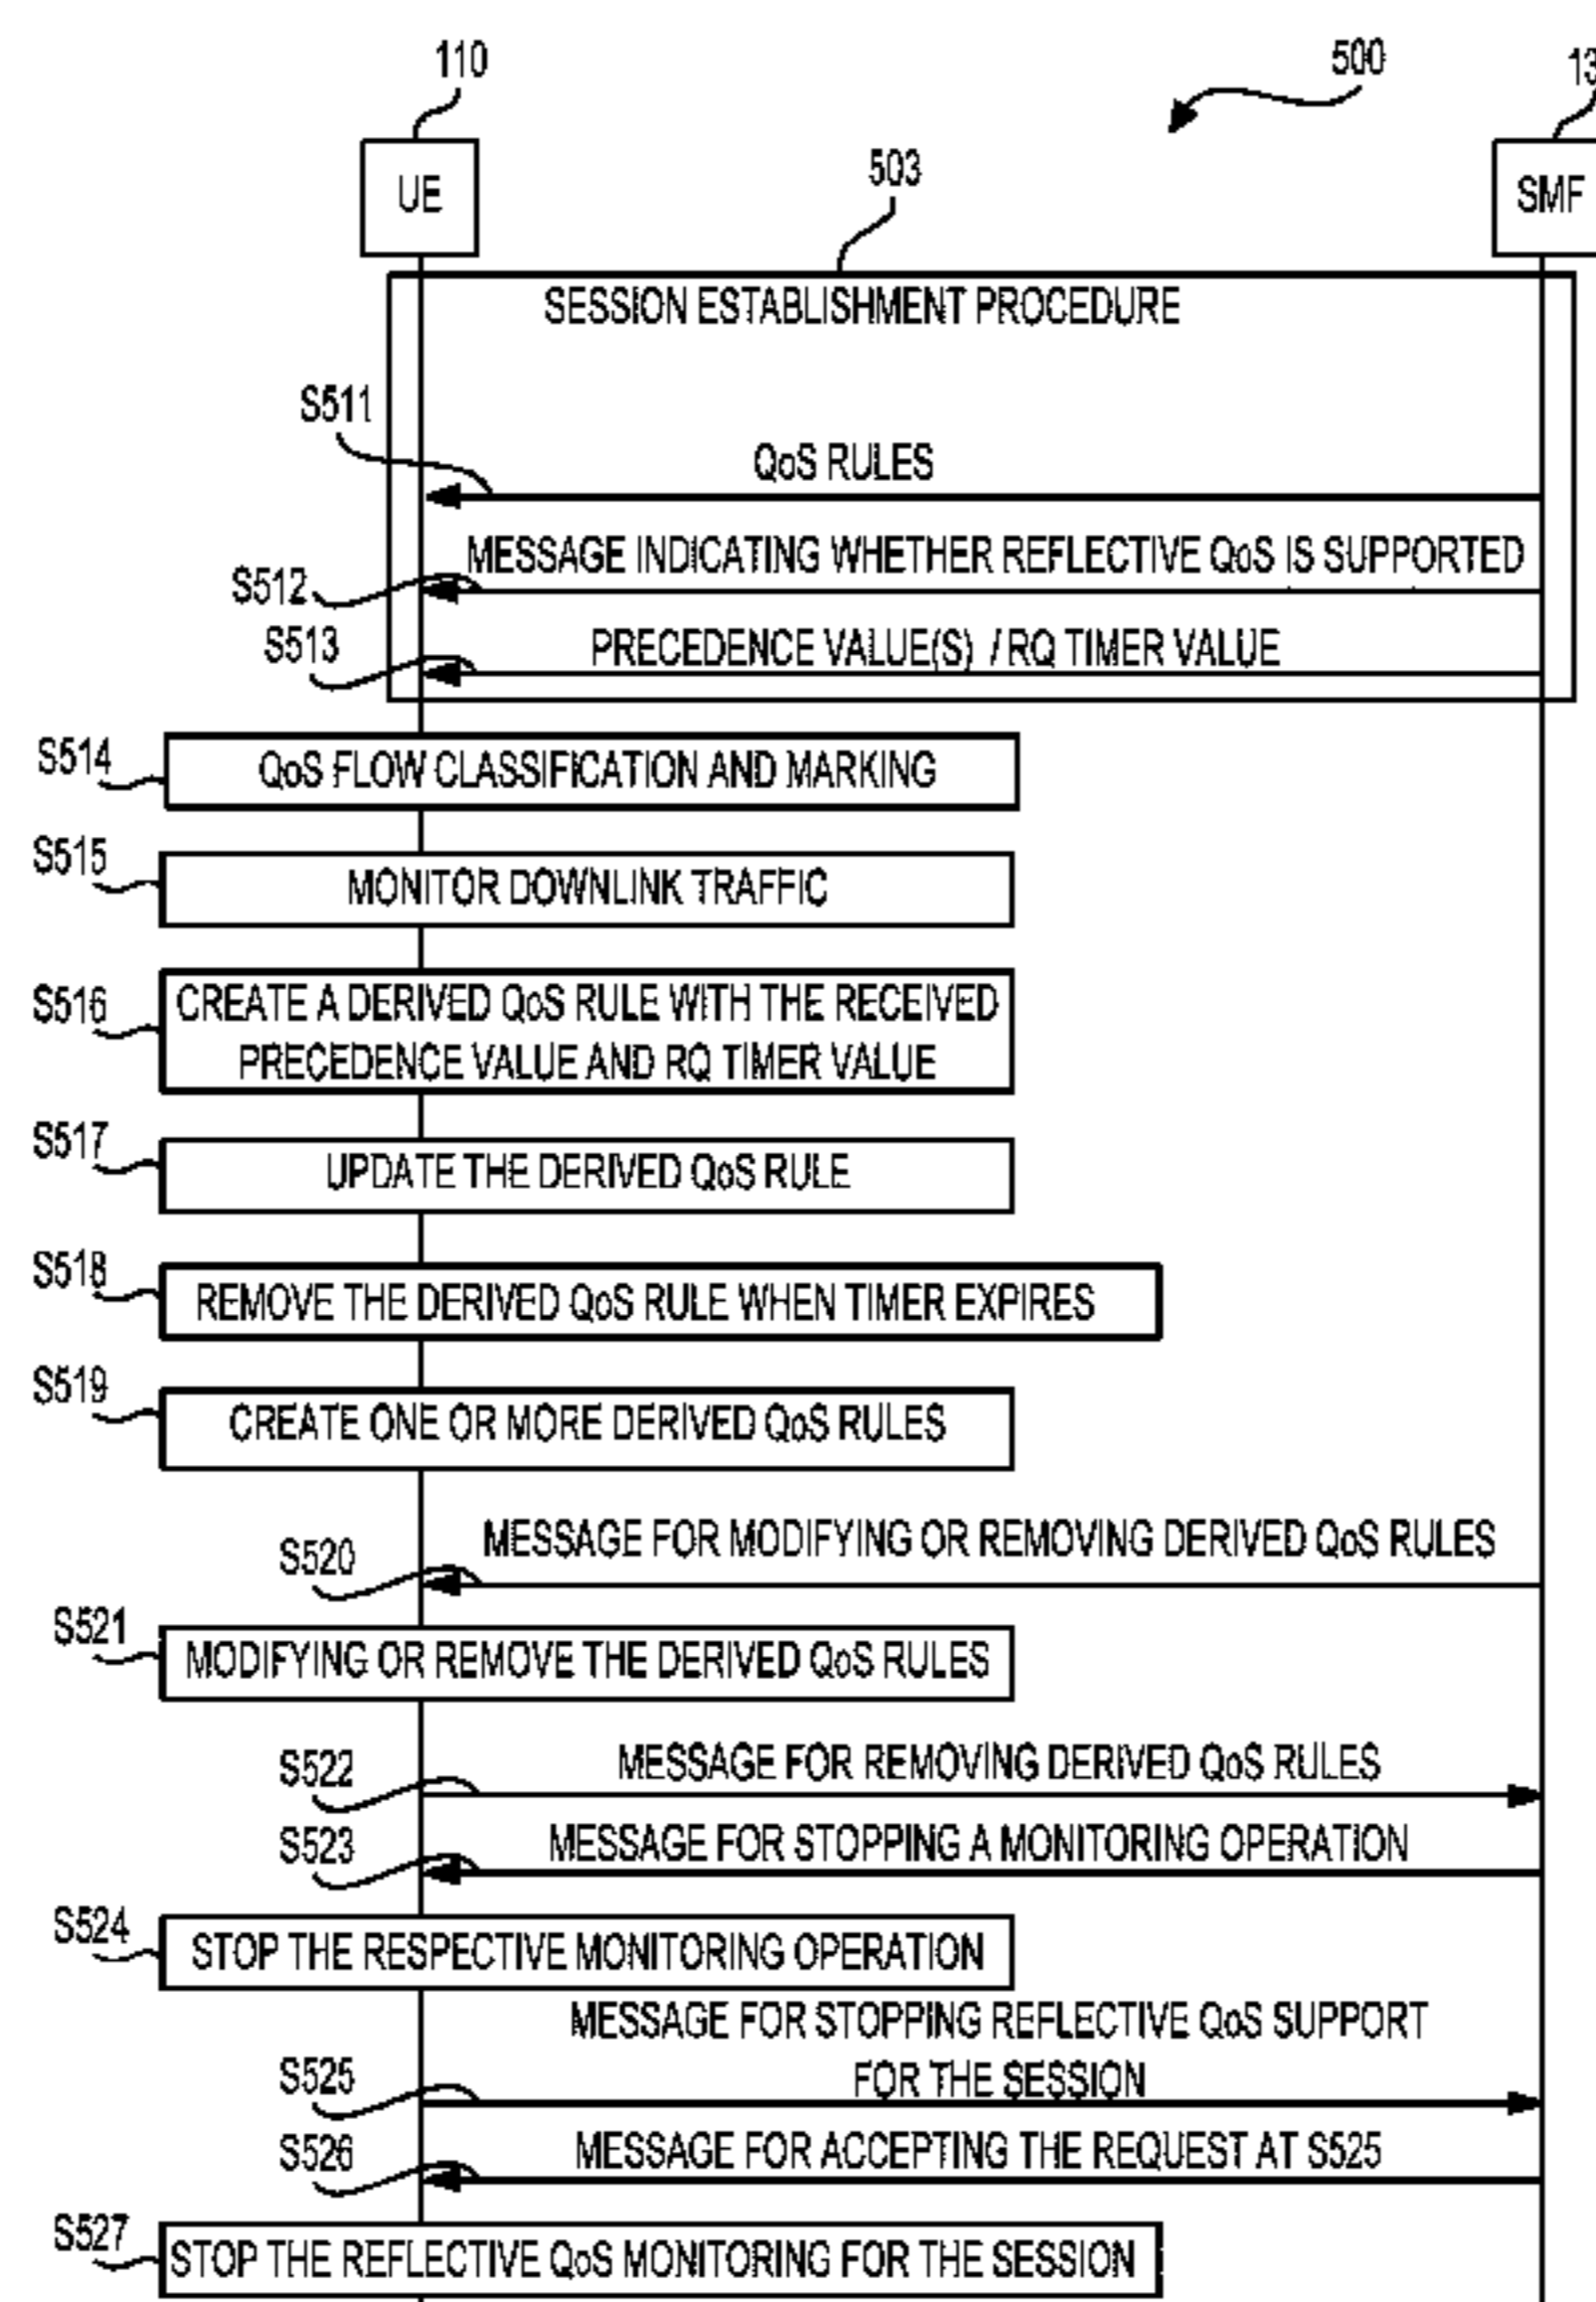 110
500
13
UE
503
SMF
SESSION ESTABLISHMENT PROCEDURE
S511
QoS RULES
MESSAGE INDICATING WHETHER REFLECTIVE QoS IS SUPPORTED
S512
S513
PRECEDENCE VALUE(S) / RQ TIMER VALUE
S514
QoS FLOW CLASSIFICATION AND MARKING
S515
MONITOR DOWNLINK TRAFFIC
S516
CREATE A DERIVED QoS RULE WITH THE RECEIVED
PRECEDENCE VALUE AND RQ TIMER VALUE
S517
UPDATE THE DERIVED QoS RULE
S518
REMOVE THE DERIVED QoS RULE WHEN TIMER EXPIRES
S519
CREATE ONE OR MORE DERIVED QoS RULES
S520
MESSAGE FOR MODIFYING OR REMOVING DERIVED QoS RULES
S521
MODIFYING OR REMOVE THE DERIVED QoS RULES
S522
MESSAGE FOR REMOVING DERIVED QoS RULES
S523
MESSAGE FOR STOPPING A MONITORING OPERATION
S524
STOP THE RESPECTIVE MONITORING OPERATION
MESSAGE FOR STOPPING REFLECTIVE QoS SUPPORT
FOR THE SESSION
S525
S526
MESSAGE FOR ACCEPTING THE REQUEST AT S525
S527
STOP THE REFLECTIVE QoS MONITORING FOR THE SESSION